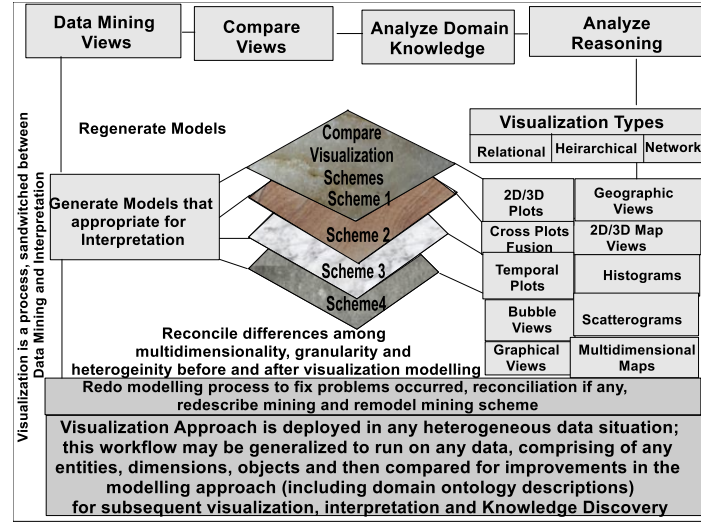 Data Mining
Views
Compare
Views
Analyze Domain
Knowledge
Analyze
Reasoning
Visualization is a process, sandwitched between
Data Mining and Interpretation
Regenerate Models
Generate Models that
appropriate for
Interpretation
Compare
Visualization
Schemes
Scheme 1
Scheme 2
Scheme 3
Scheme4
Visualization Types
Relational
Heirarchical
Network
2D/3D
Plots
Geographic
Views
Cross Plots
Fusion
2D/3D Map
Views
Temporal
Plots
Histograms
Bubble
Views
Scatterograms
Graphical
Views
Multidimensional
Maps
Reconcile differences among
multidimensionality, granularity and
heterogeinity before and after visualization modelling
Redo modelling process to fix problems occurred, reconciliation if any,
redescribe mining and remodel mining scheme
Visualization Approach is deployed in any heterogeneous data situation;
this workflow may be generalized to run on any data, comprising of any
entities, dimensions, objects and then compared for improvements in the
modelling approach (including domain ontology descriptions)
for subsequent visualization, interpretation and Knowledge Discovery